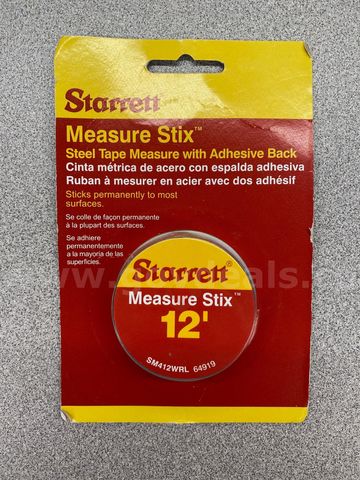 Starrett
Measure Stix™
Steel Tape Measure with Adhesive Back
Cinta métrica de acero con espalda adhesiva
Ruban à mesurer en acier avec dos adhésif
Sticks permanently to most
surfaces.
Se colle de façon permanente
à la plupart des surfaces.
Se adhiere
permanentemente
a la mayoria de las
superficies.
Starrett®
Measure Stix™
12'
SM412WRL 64919